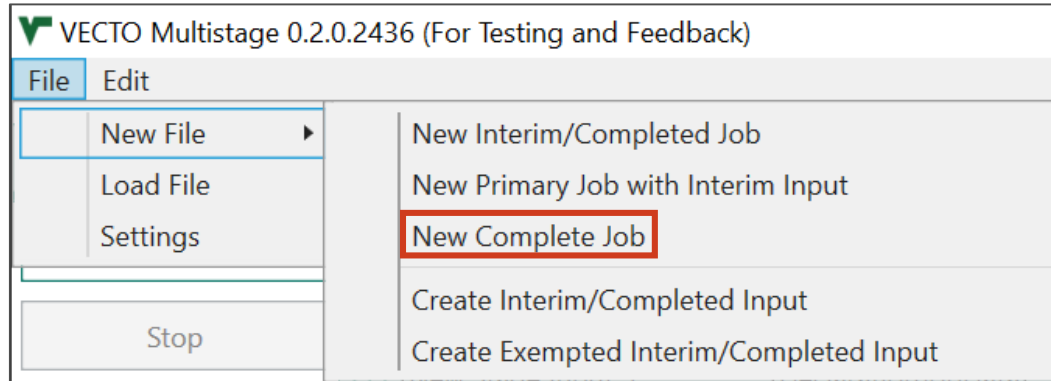 VECTO Multistage 0.2.0.2436 (For Testing and Feedback)
File Edit
New File
New Interim/Completed Job
Load File
New Primary Job with Interim Input
Settings
New Complete Job
Create Interim/Completed Input
Stop
Create Exempted Interim/Completed Input